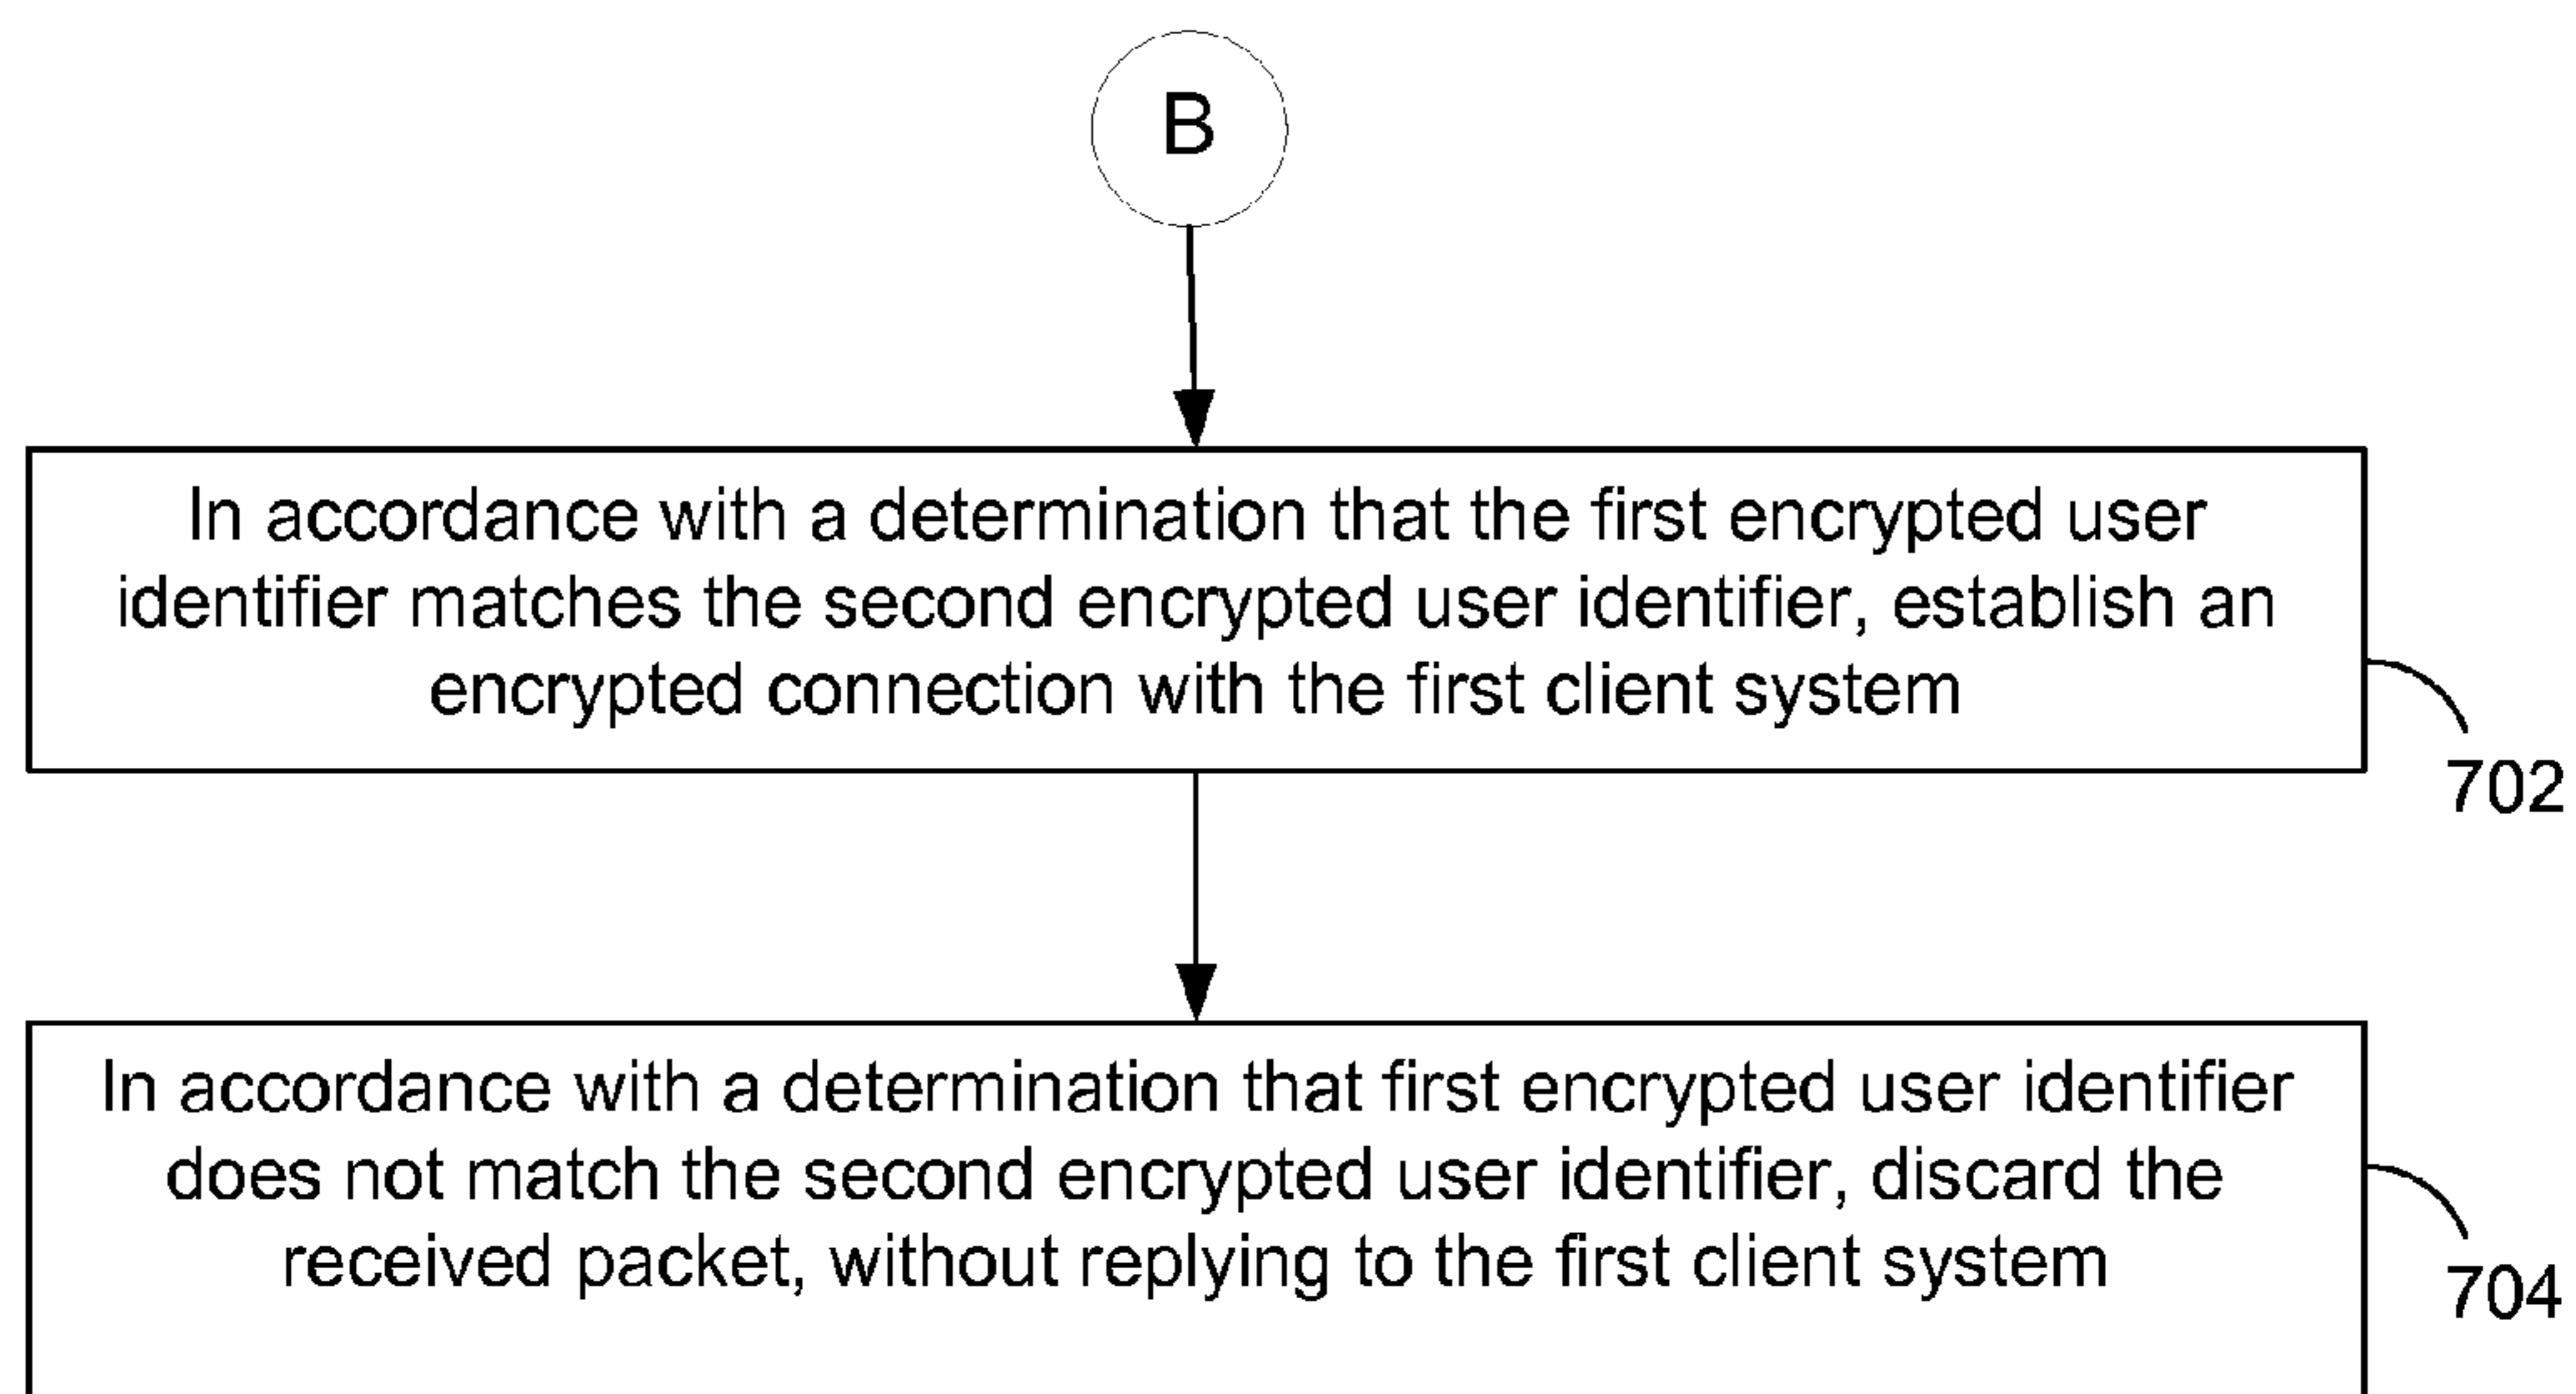 B
In accordance with a determination that the first encrypted user
identifier matches the second encrypted user identifier, establish an
encrypted connection with the first client system
702
In accordance with a determination that first encrypted user identifier
does not match the second encrypted user identifier, discard the
received packet, without replying to the first client system
704